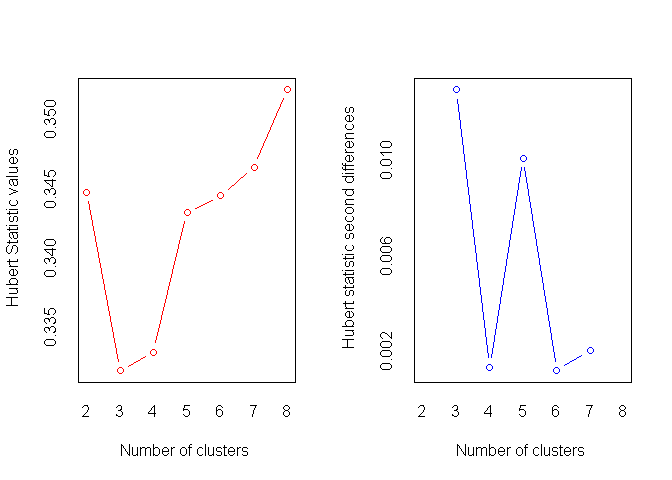 Hubert Statistic values
0.350
0.345
0.340
0.335
2 3 4 5 6 7 8
Number of clusters
Hubert statistic second differences
0.010
0.006
0.002
2 3 4 5 6 7 8
Number of clusters